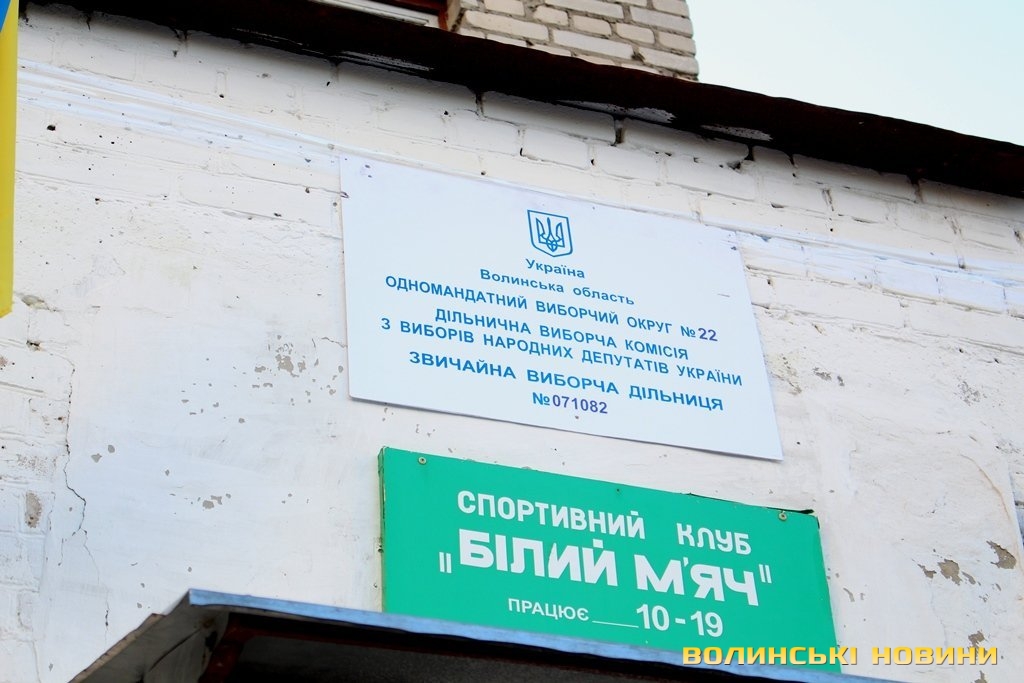 Україна
Волинська область
ОДНОМАНДАТНИЙ ВИБОРЧИЙ ОКРУГ №22
ДІЛЬНИЧНА ВИБОРЧА КОМІСІЯ
З ВИБОРІВ НАРОДНИХ ДЕПУТАТІВ УКРАЇНИ
ЗВИЧАЙНА ВИБОРЧА ДІЛЬНИЦЯ
№071082
СПОРТИВНИЙ КЛУБ
„БІЛИЙ М'ЯЧ"
ПРАЦЮЄ ____ 10-19
ВОЛИНСЬКІ НОВИНИ